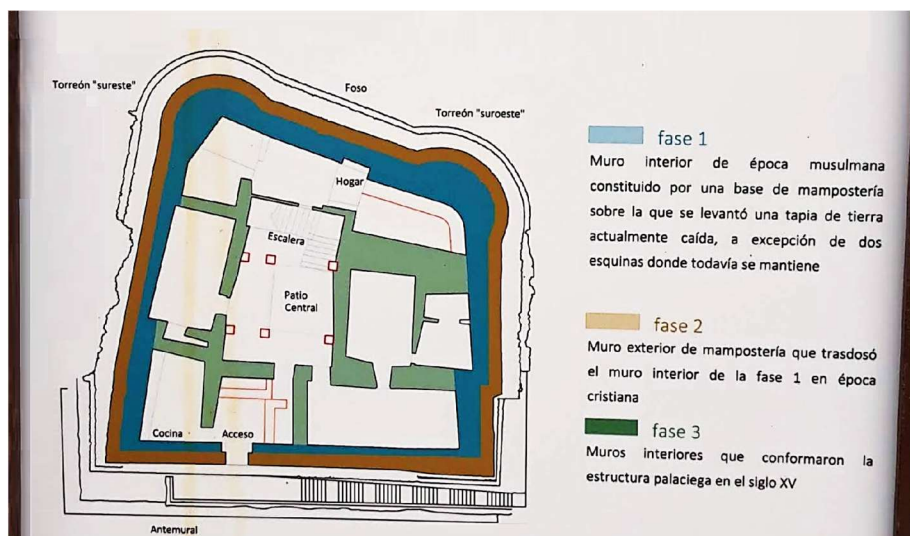 Torreón "sureste"
Foso
Torreón "suroeste"
Hogar
Escalera
Patio
Central
Cocina
Acceso
Antemural
fase 1
Muro interior de época musulmana
constituido por una base de mampostería
sobre la que se levantó una tapia de tierra
actualmente caída, a excepción de dos
esquinas donde todavía se mantiene
fase 2
Muro exterior de mampostería que trasdosó
el muro interior de la fase 1 en época
cristiana
fase 3
Muros interiores que conformaron la
estructura palaciega en el siglo XV